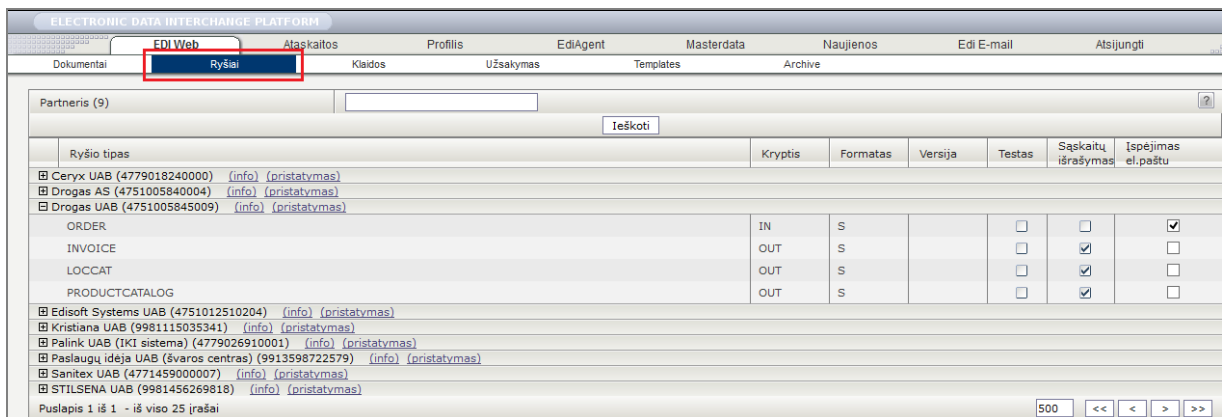 ELECTRONIC DATA INTERCHANGE PLATFORM
EDI Web Ataskaitos Profilis EdiAgent Masterdata Naujienos Edi E-mail Atsijungti
Dokumentai Ryšiai Klaidos Užsakymas Templates Archive
Partneris (9) ?
Ieškoti
Ryšio tipas Kryptis Formatas Versija Testas Sąskaitų išrašymas Įspėjimas el.paštu
Ceryx UAB (4779018240000) (info) (pristatymas)
Drogas AS (4751005840004) (info) (pristatymas)
Drogas UAB (4751005845009) (info) (pristatymas)
ORDER IN S
INVOICE OUT S
LOCCAT OUT S
PRODUCTCATALOG OUT S
Edisoft Systems UAB (4751012510204) (info) (pristatymas)
Kristiana UAB (9981115035341) (info) (pristatymas)
Palink UAB (IKI sistema) (4779026910001) (info) (pristatymas)
Paslaugų idėja UAB (švaros centras) (9913598722579) (info) (pristatymas)
Sanitex UAB (4771459000007) (info) (pristatymas)
STILSENA UAB (9981456269818) (info) (pristatymas)
Puslapis 1 iš 1 - iš viso 25 įrašai 500 << < > >>